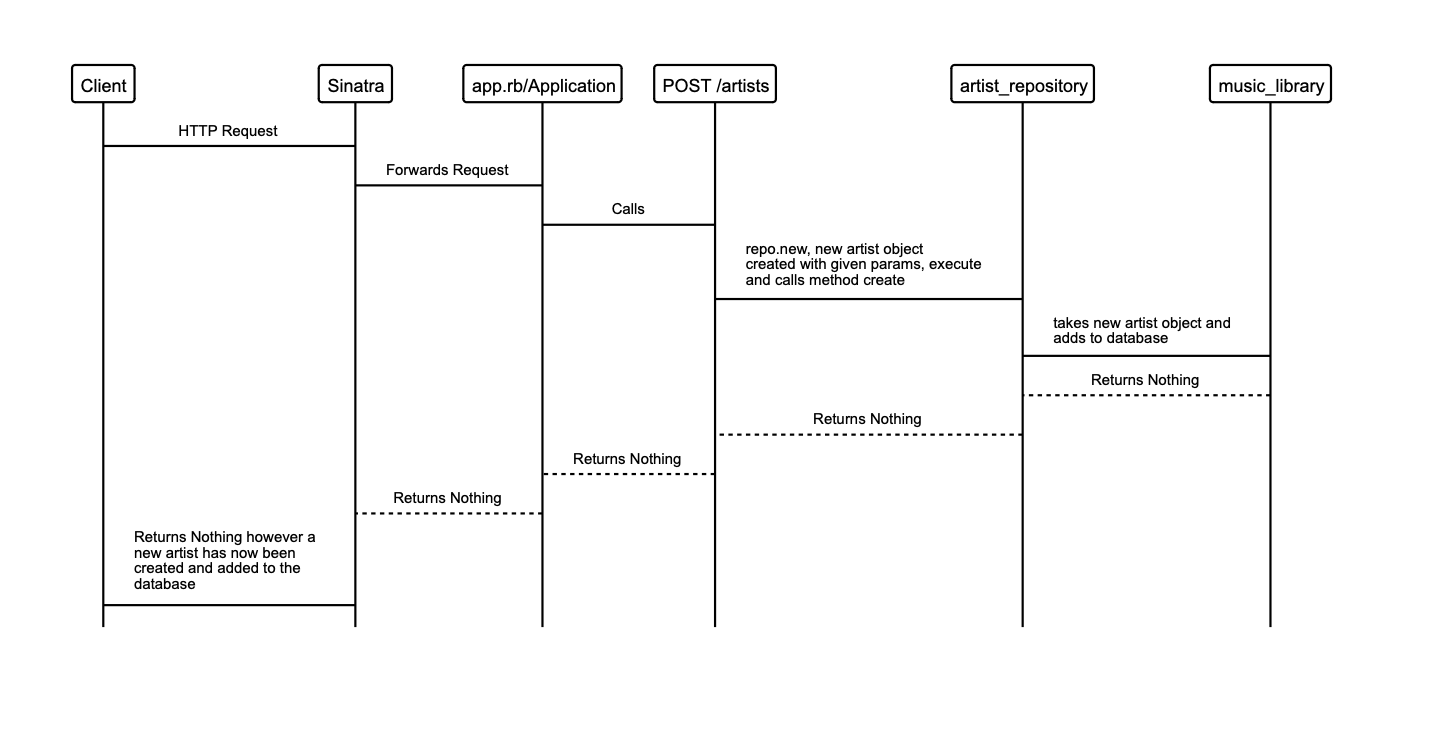 Client
Sinatra
app.rb/Application
POST /artists
artist_repository
music_library
HTTP Request
Forwards Request
Calls
repo.new, new artist object
created with given params, execute
and calls method create
takes new artist object and
adds to database
Returns Nothing
Returns Nothing
Returns Nothing
Returns Nothing
Returns Nothing however a
new artist has now been
created and added to the
database